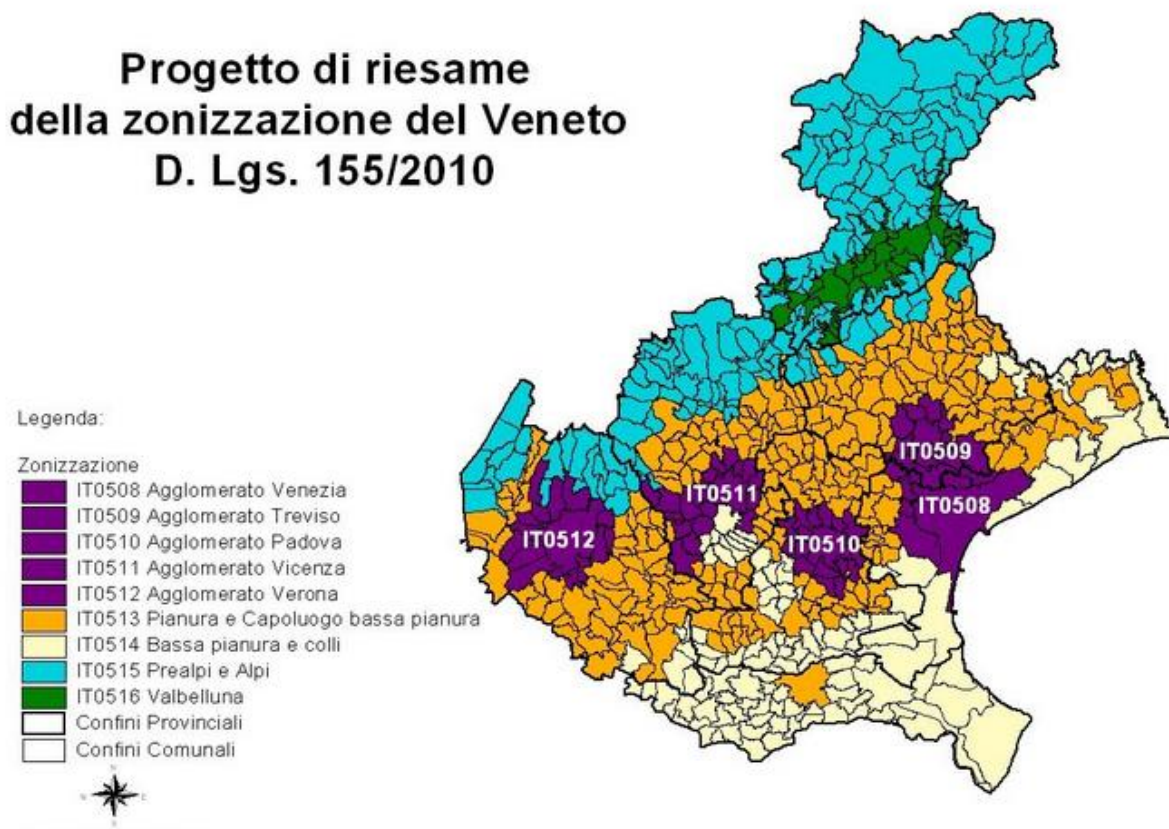 Progetto di riesame
della zonizzazione del Veneto
D. Lgs. 155/2010
Legenda:
Zonizzazione
IT0508 Agglomerato Venezia
IT0509 Agglomerato Treviso
IT0510 Agglomerato Padova
IT0511 Agglomerato Vicenza
IT0512 Agglomerato Verona
IT0513 Pianura e Capoluogo bassa pianura
IT0514 Bassa pianura e colli
IT0515 Prealpi e Alpi
IT0516 Valbelluna
Confini Provinciali
Confini Comunali
IT0509
IT0511
IT0508
IT0512
IT0510